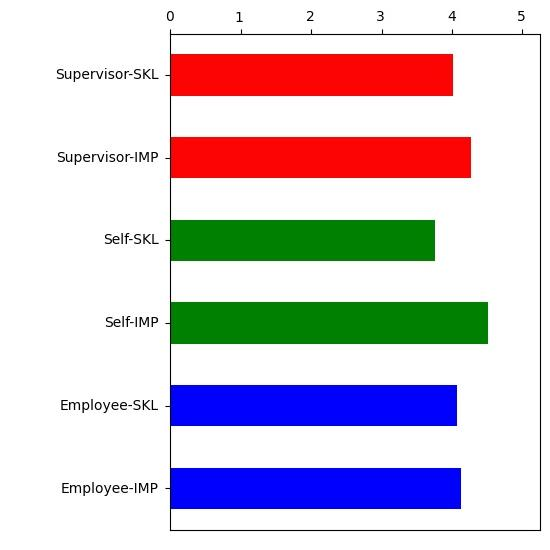 0 1 2 3 4 5
Supervisor-SKL
Supervisor-IMP
Self-SKL
Self-IMP
Employee-SKL
Employee-IMP